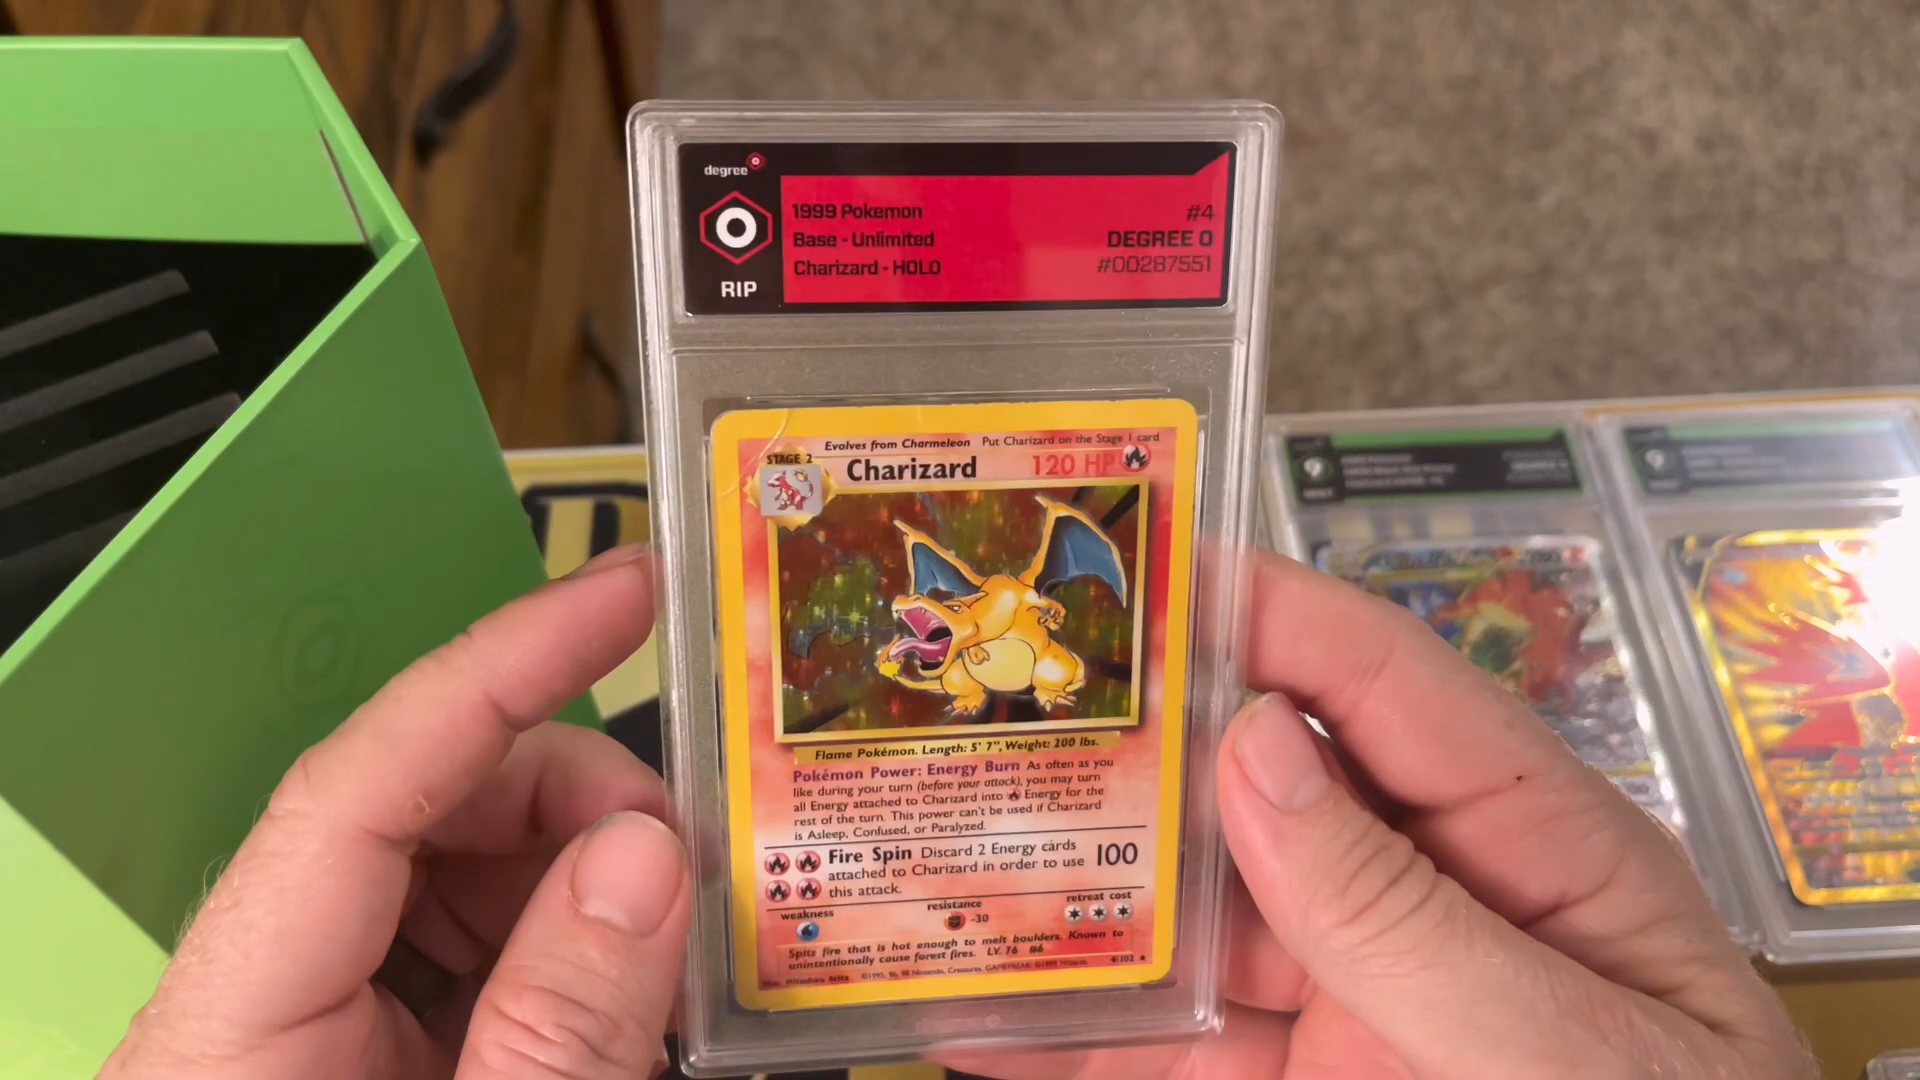 degree
RIP
1999 Pokemon
Base - Unlimited
Charizard - HOLO
#4
DEGREE 0
#00287551
Evolves from Charmeleon Put Charizard on the Stage 1 card
STAGE 2
Charizard 120 HP
Flame Pokémon. Length: 5' 7", Weight: 200 lbs.
Pokémon Power: Energy Burn As often as you
like during your turn (before your attack), you may turn
all Energy attached to Charizard into Energy for the
rest of the turn. This power can't be used if Charizard
is Asleep, Confused, or Paralyzed.
Fire Spin Discard 2 Energy cards
attached to Charizard in order to use
this attack.
100
weakness
resistance
-30
retreat cost
Spits fire that is hot enough to melt boulders. Known to
unintentionally cause forest fires. LV. 76 #6
Illus. Mitsuhiro Arita ©1995, 96, 98 Nintendo, Creatures, GAMEFREAK. ©1999 Wizards. 4/102